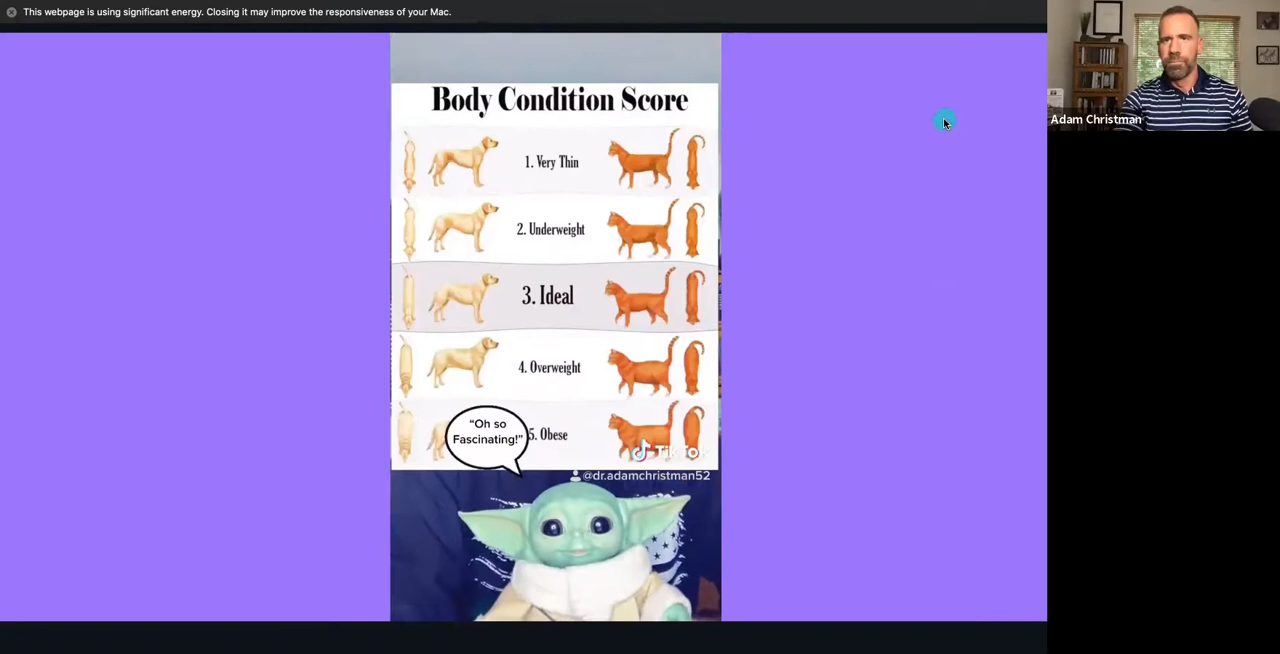 This webpage is using significant energy. Closing it may improve the responsiveness of your Mac.
Adam Christman
Body Condition Score
1. Very Thin
2. Underweight
3. Ideal
4. Overweight
5. Obese
“Oh so
Fascinating!”
TikTok
@dr.adamchristman52